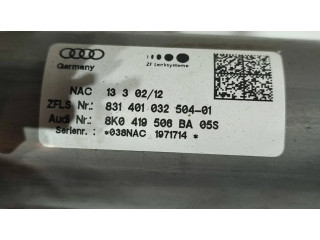 Germany
ZF Lenksysteme
NAC 13 3 02/12
ZFLS Nr.: 831 401 032 504-01
Audi Nr.: 8K0 419 506 BA 05S
Serienr.: *038NAC 1971714*